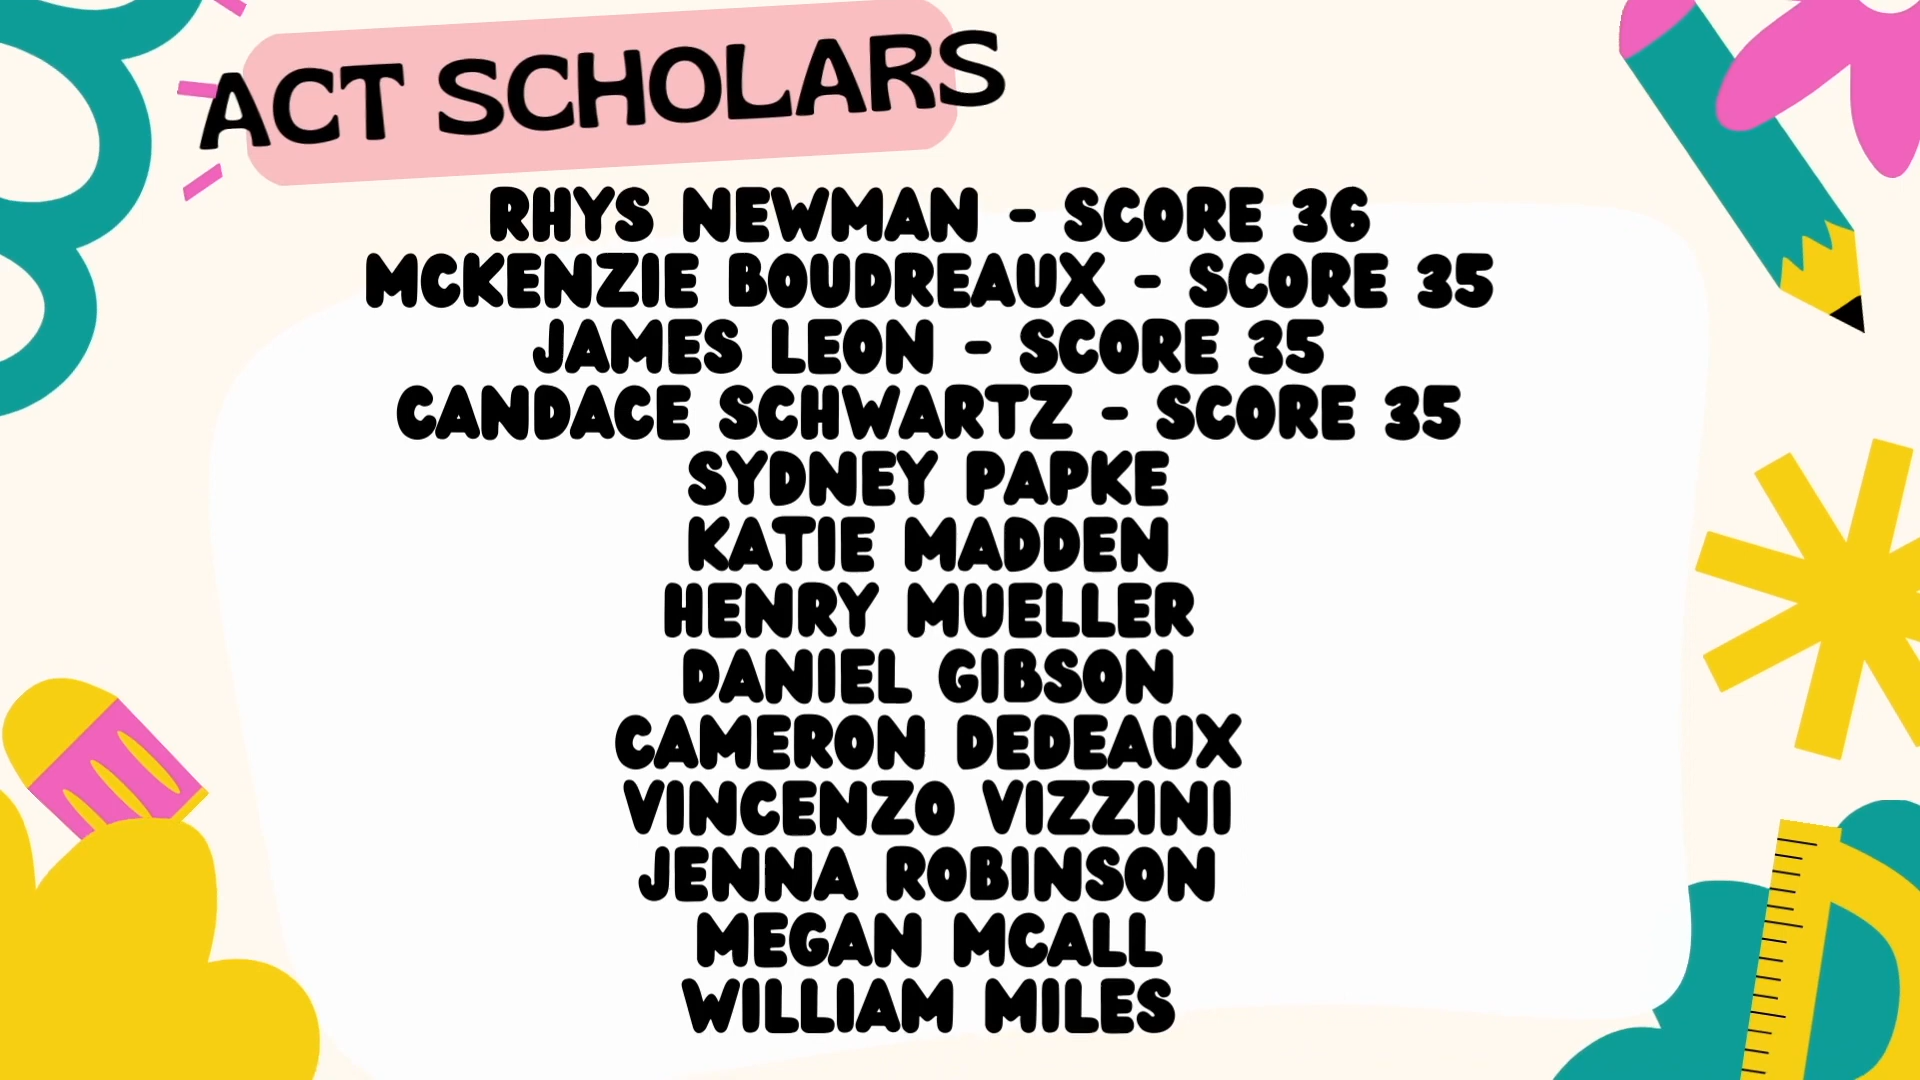 ACT SCHOLARS
RHYS NEWMAN - SCORE 36
MCKENZIE BOUDREAUX - SCORE 35
JAMES LEON - SCORE 35
CANDACE SCHWARTZ - SCORE 35
SYDNEY PAPKE
KATIE MADDEN
HENRY MUELLER
DANIEL GIBSON
CAMERON DEDEAUX
VINCENZO VIZZINI
JENNA ROBINSON
MEGAN MCALL
WILLIAM MILES